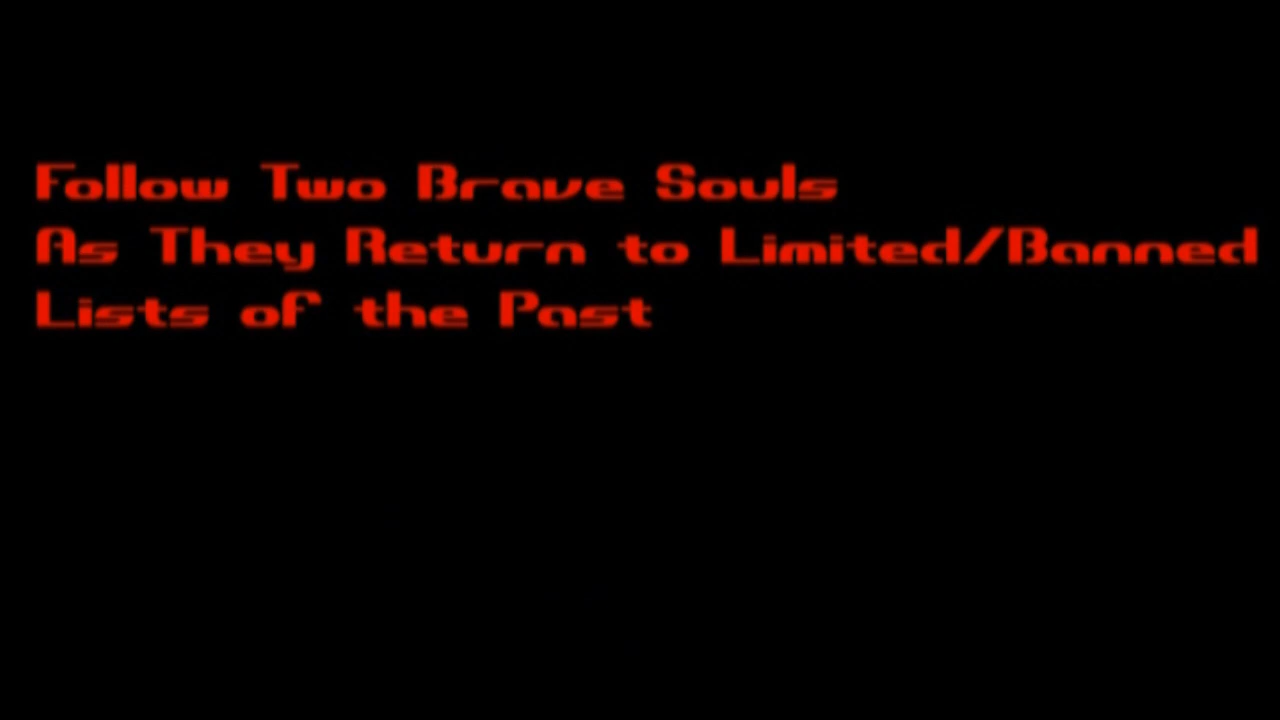 Follow Two Brave Souls
As They Return to Limited/Banned
Lists of the Past